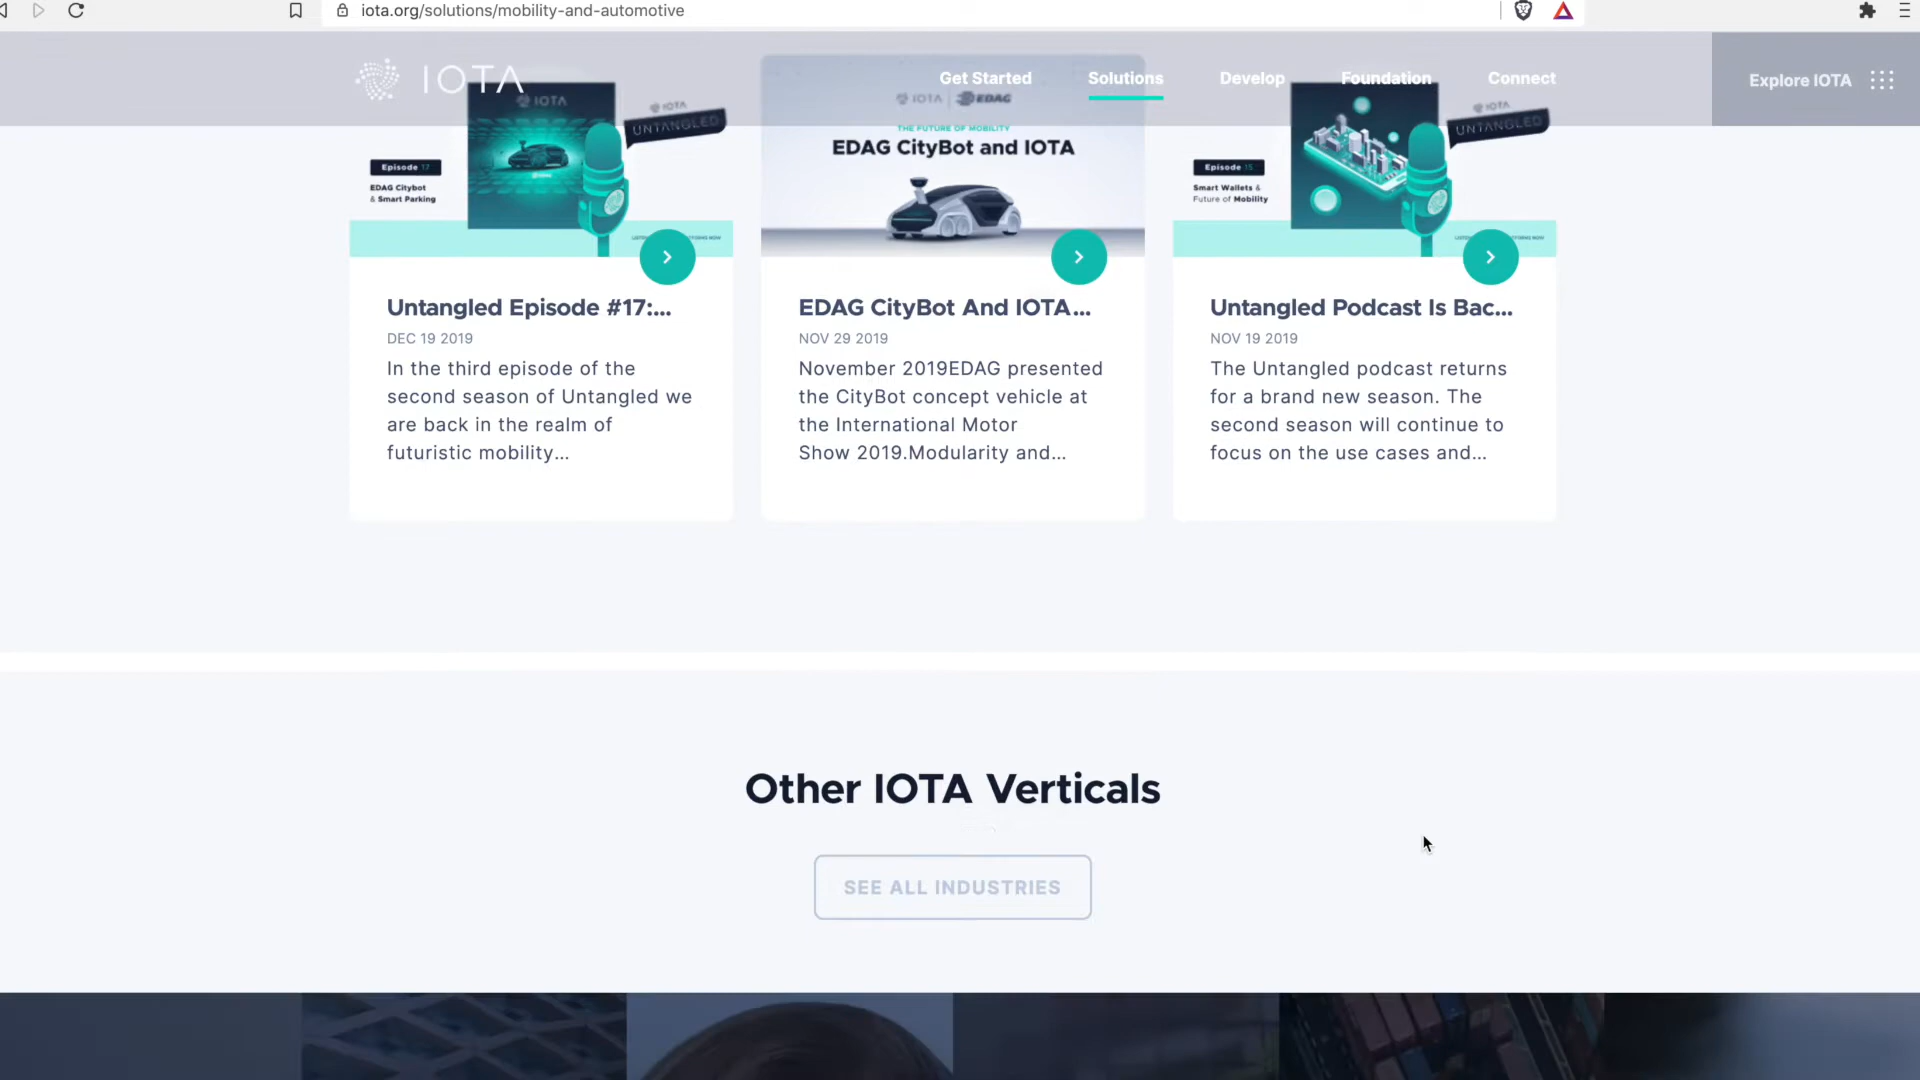 iota.org/solutions/mobility-and-automotive
IOTA
Get Started
Solutions
Develop
Foundation
Connect
Explore IOTA
IOTA
IOTA
UNTANGLED
Episode 17
EDAG Citybot
& Smart Parking
IOTA | EDAG
THE FUTURE OF MOBILITY
EDAG CityBot and IOTA
IOTA
UNTANGLED
Episode 15
Smart Wallets &
Future of Mobility
Untangled Episode #17:...
DEC 19 2019
In the third episode of the
second season of Untangled we
are back in the realm of
futuristic mobility...
EDAG CityBot And IOTA...
NOV 29 2019
November 2019EDAG presented
the CityBot concept vehicle at
the International Motor
Show 2019.Modularity and...
Untangled Podcast Is Bac...
NOV 19 2019
The Untangled podcast returns
for a brand new season. The
second season will continue to
focus on the use cases and...
Other IOTA Verticals
SEE ALL INDUSTRIES